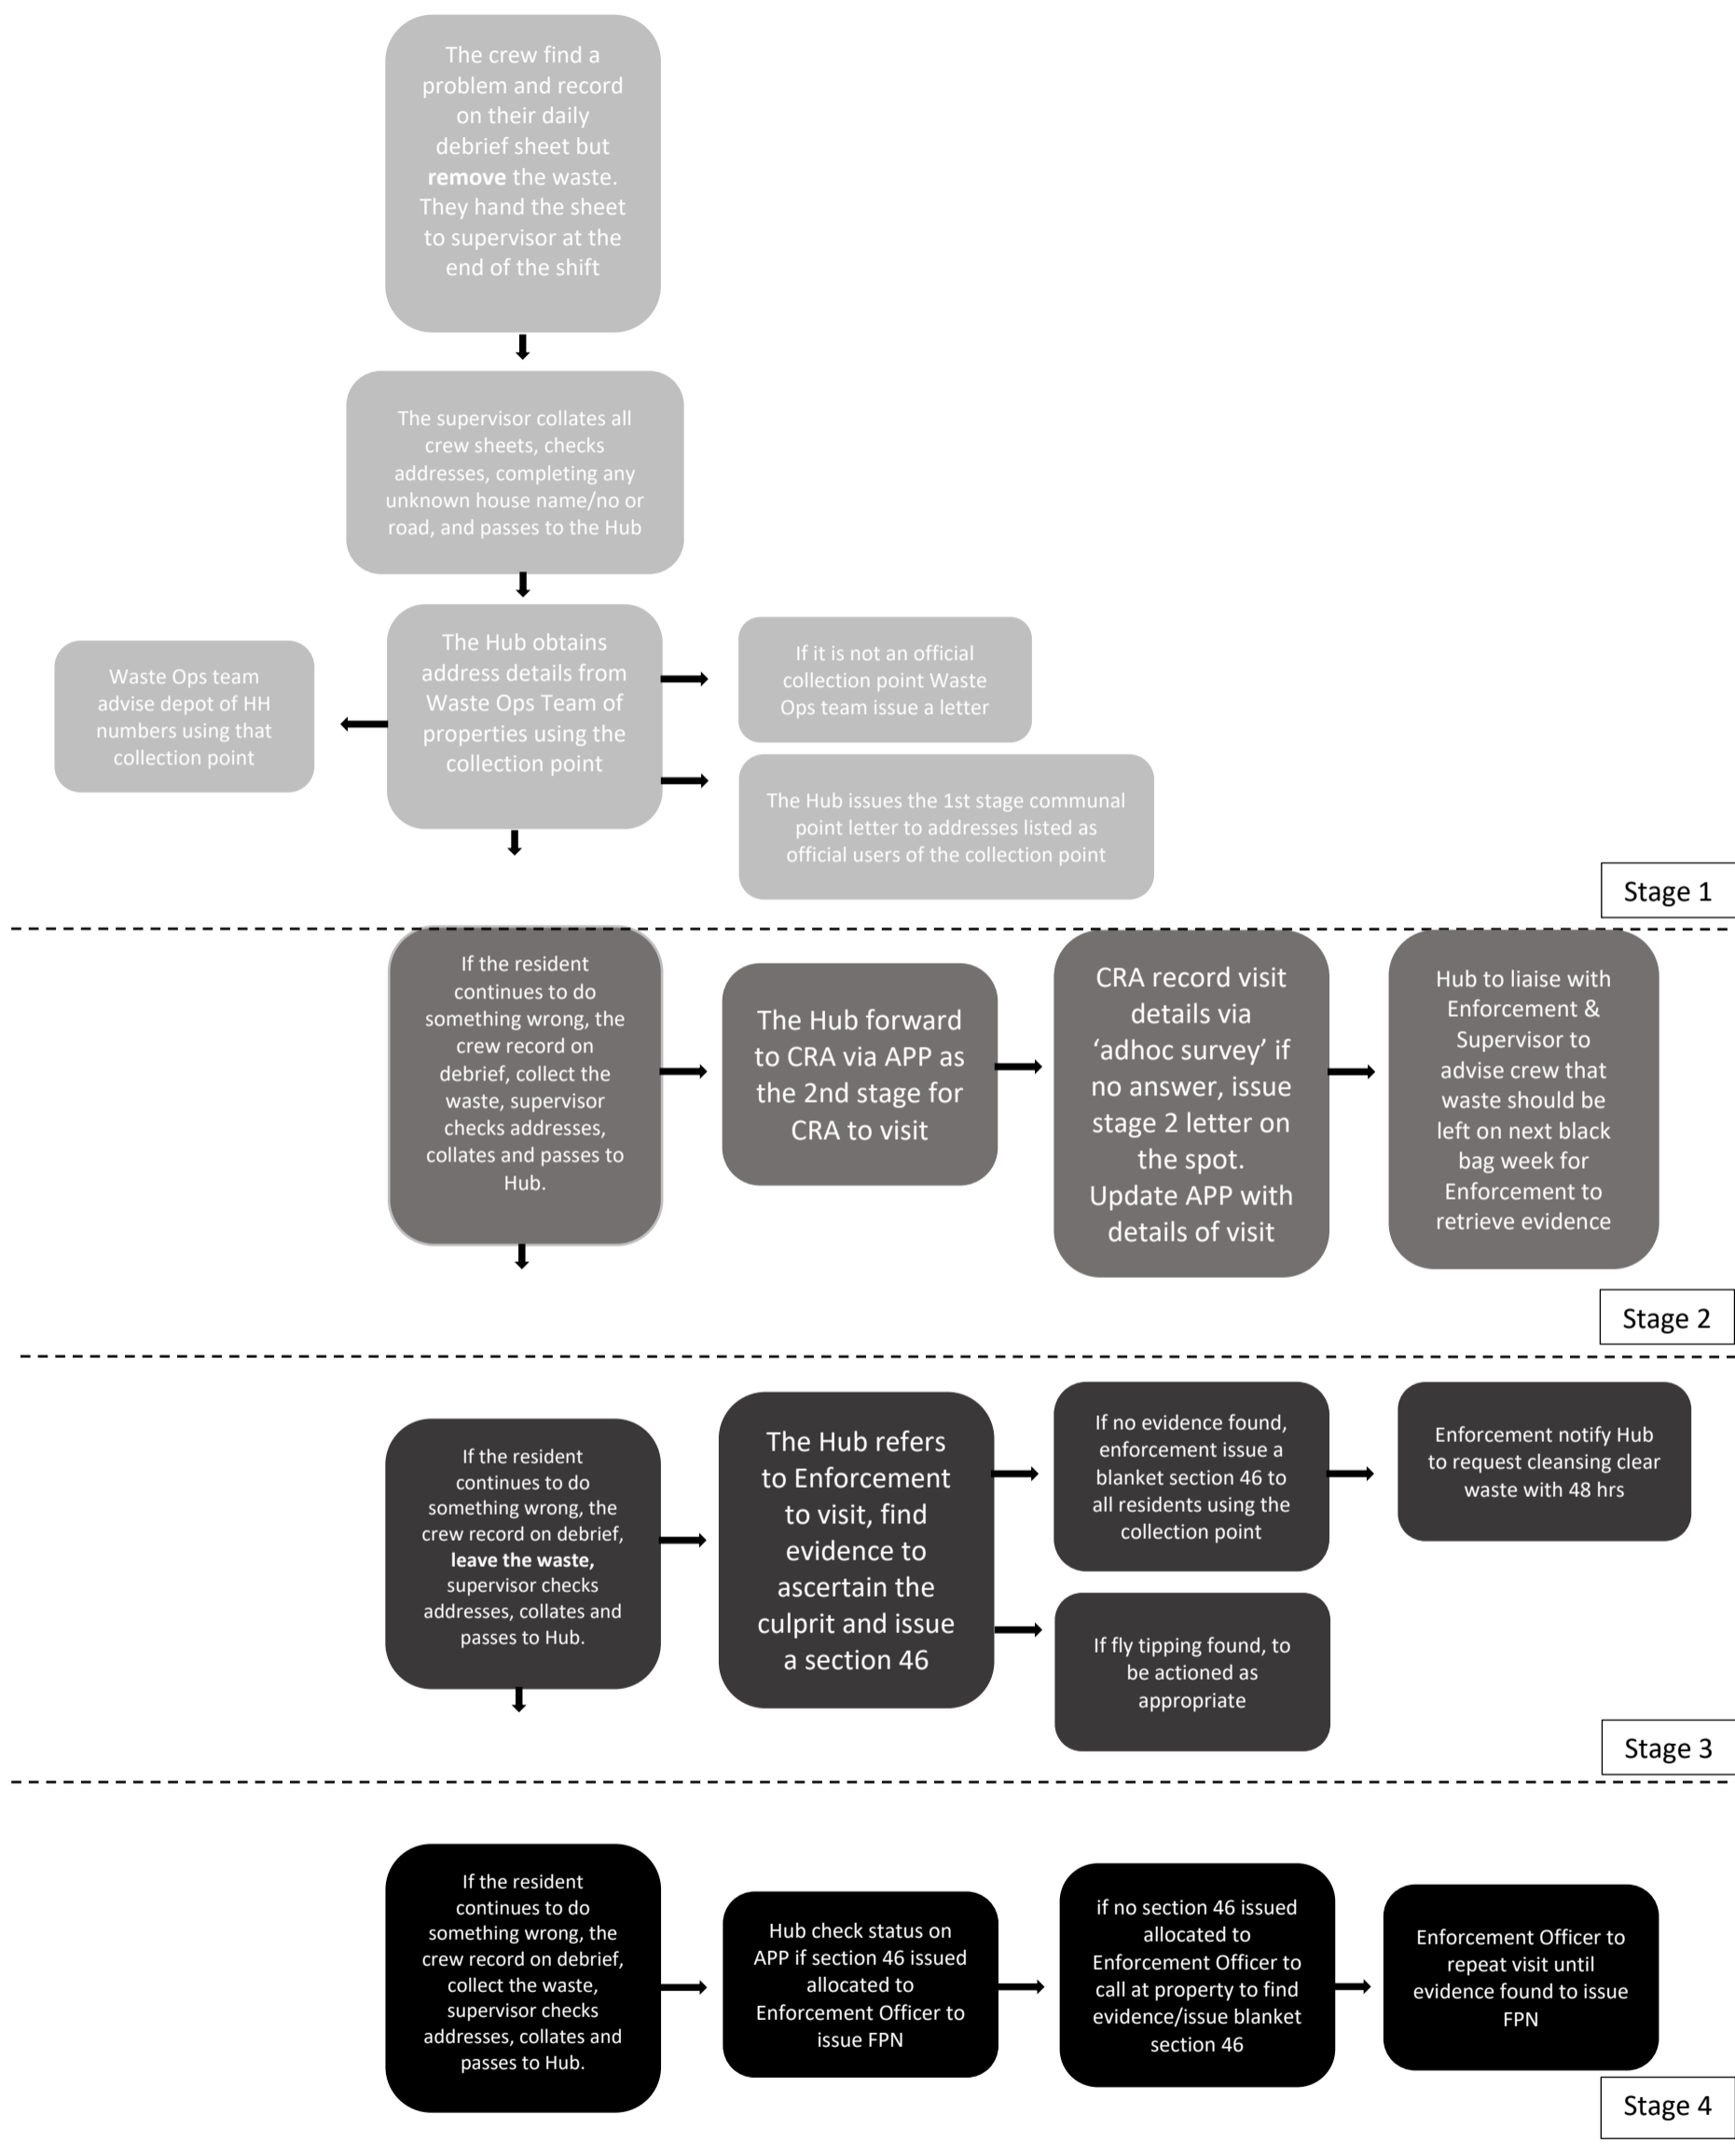 The crew find a
problem and record
on their daily
debrief sheet but
remove the waste.
They hand the sheet
to supervisor at the
end of the shift
The supervisor collates all
crew sheets, checks
addresses, completing any
unknown house name/no or
road, and passes to the Hub
Waste Ops team
advise depot of HH
numbers using that
collection point
The Hub obtains
address details from
Waste Ops Team of
properties using the
collection point
If it is not an official
collection point Waste
Ops team issue a letter
The Hub issues the 1st stage communal
point letter to addresses listed as
official users of the collection point
Stage 1
If the resident
continues to do
something wrong, the
crew record on
debrief, collect the
waste, supervisor
checks addresses,
collates and passes to
Hub.
The Hub forward
to CRA via APP as
the 2nd stage for
CRA to visit
CRA record visit
details via
‘adhoc survey’ if
no answer, issue
stage 2 letter on
the spot.
Update APP with
details of visit
Hub to liaise with
Enforcement &
Supervisor to
advise crew that
waste should be
left on next black
bag week for
Enforcement to
retrieve evidence
Stage 2
If the resident
continues to do
something wrong, the
crew record on debrief,
leave the waste,
supervisor checks
addresses, collates and
passes to Hub.
The Hub refers
to Enforcement
to visit, find
evidence to
ascertain the
culprit and issue
a section 46
If no evidence found,
enforcement issue a
blanket section 46 to
all residents using the
collection point
Enforcement notify Hub
to request cleansing clear
waste with 48 hrs
If fly tipping found, to
be actioned as
appropriate
Stage 3
If the resident
continues to do
something wrong, the
crew record on debrief,
collect the waste,
supervisor checks
addresses, collates and
passes to Hub.
Hub check status on
APP if section 46 issued
allocated to
Enforcement Officer to
issue FPN
if no section 46 issued
allocated to
Enforcement Officer to
call at property to find
evidence/issue blanket
section 46
Enforcement Officer to
repeat visit until
evidence found to issue
FPN
Stage 4